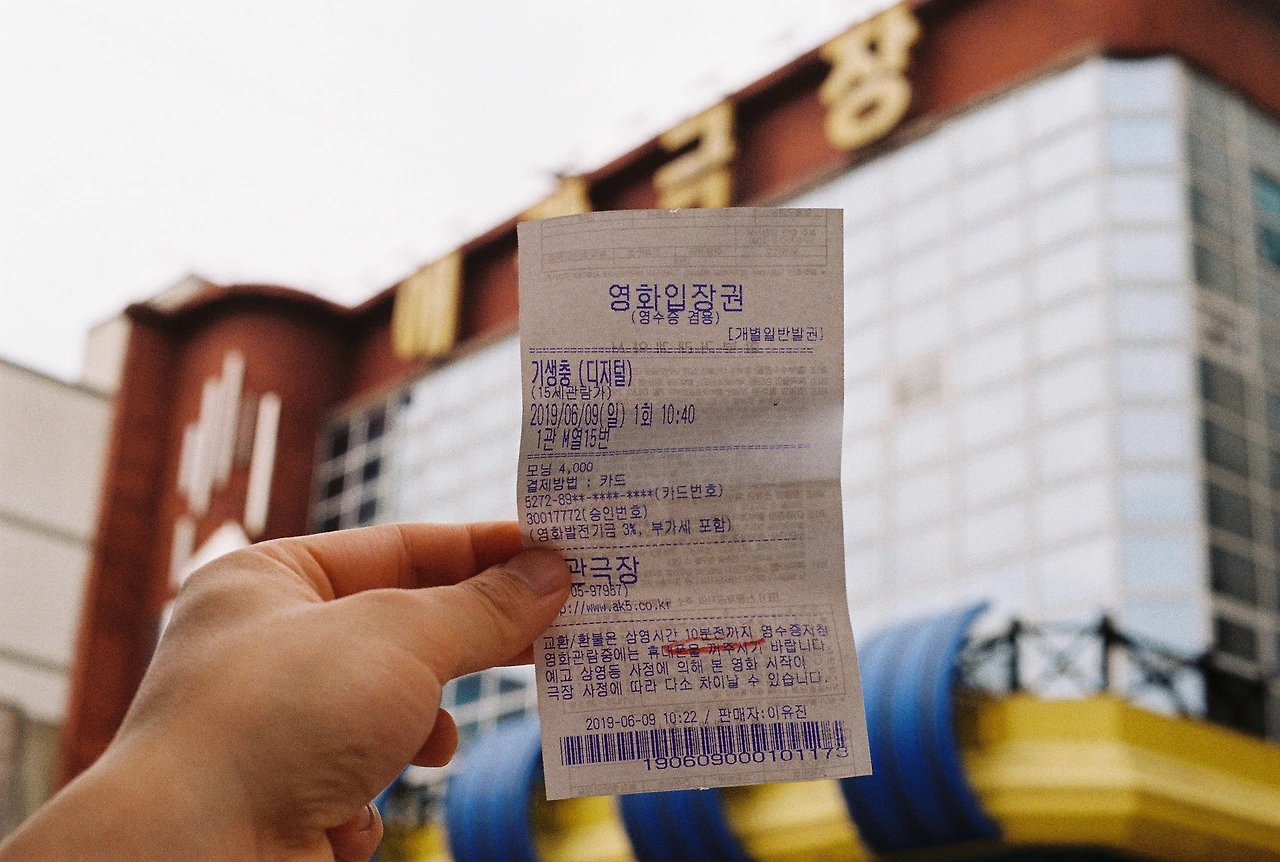 극장
영화입장권
(영수증 겸용)
[개별일반발권]
기생충 (디지털)
(15세관람가)
2019/06/09(일) 1회 10:40
1관 M열15번
모닝 4,000
결제방법 : 카드
5272-89**-****-****(카드번호)
30017772(승인번호)
(영화발전기금 3%, 부가세 포함)
관극장
05-97987)
p://www.ak5.co.kr
교환/환불은 상영시간 10분전까지 영수증지참
영화관람중에는 휴대폰을 꺼주시기 바랍니다
예고 상영등 사정에 의해 본 영화 시작이
극장 사정에 따라 다소 차이날 수 있습니다.
2019-06-09 10:22 / 판매자:이유진
190609000101173